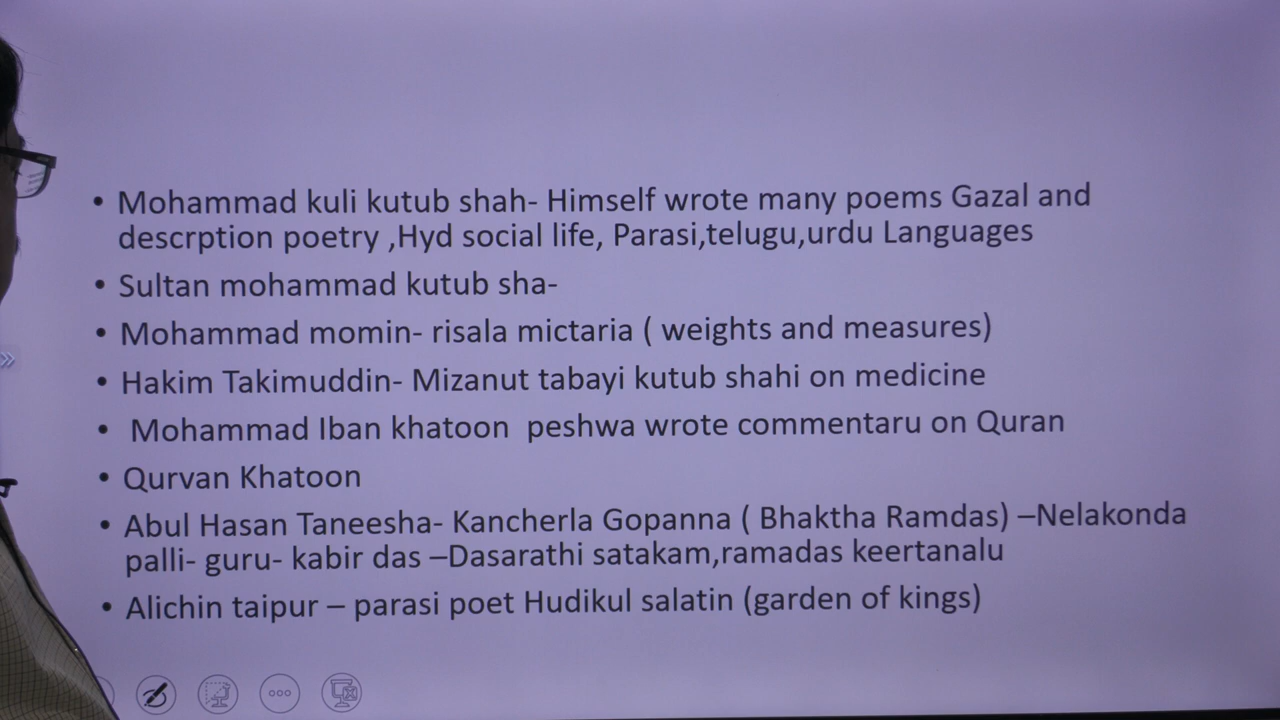 • Mohammad kuli kutub shah- Himself wrote many poems Gazal and
descrption poetry ,Hyd social life, Parasi,telugu,urdu Languages
• Sultan mohammad kutub sha-
• Mohammad momin- risala mictaria ( weights and measures)
• Hakim Takimuddin- Mizanut tabayi kutub shahi on medicine
• Mohammad Iban khatoon peshwa wrote commentaru on Quran
• Qurvan Khatoon
• Abul Hasan Taneesha- Kancherla Gopanna ( Bhaktha Ramdas) –Nelakonda
palli- guru- kabir das –Dasarathi satakam,ramadas keertanalu
• Alichin taipur – parasi poet Hudikul salatin (garden of kings)